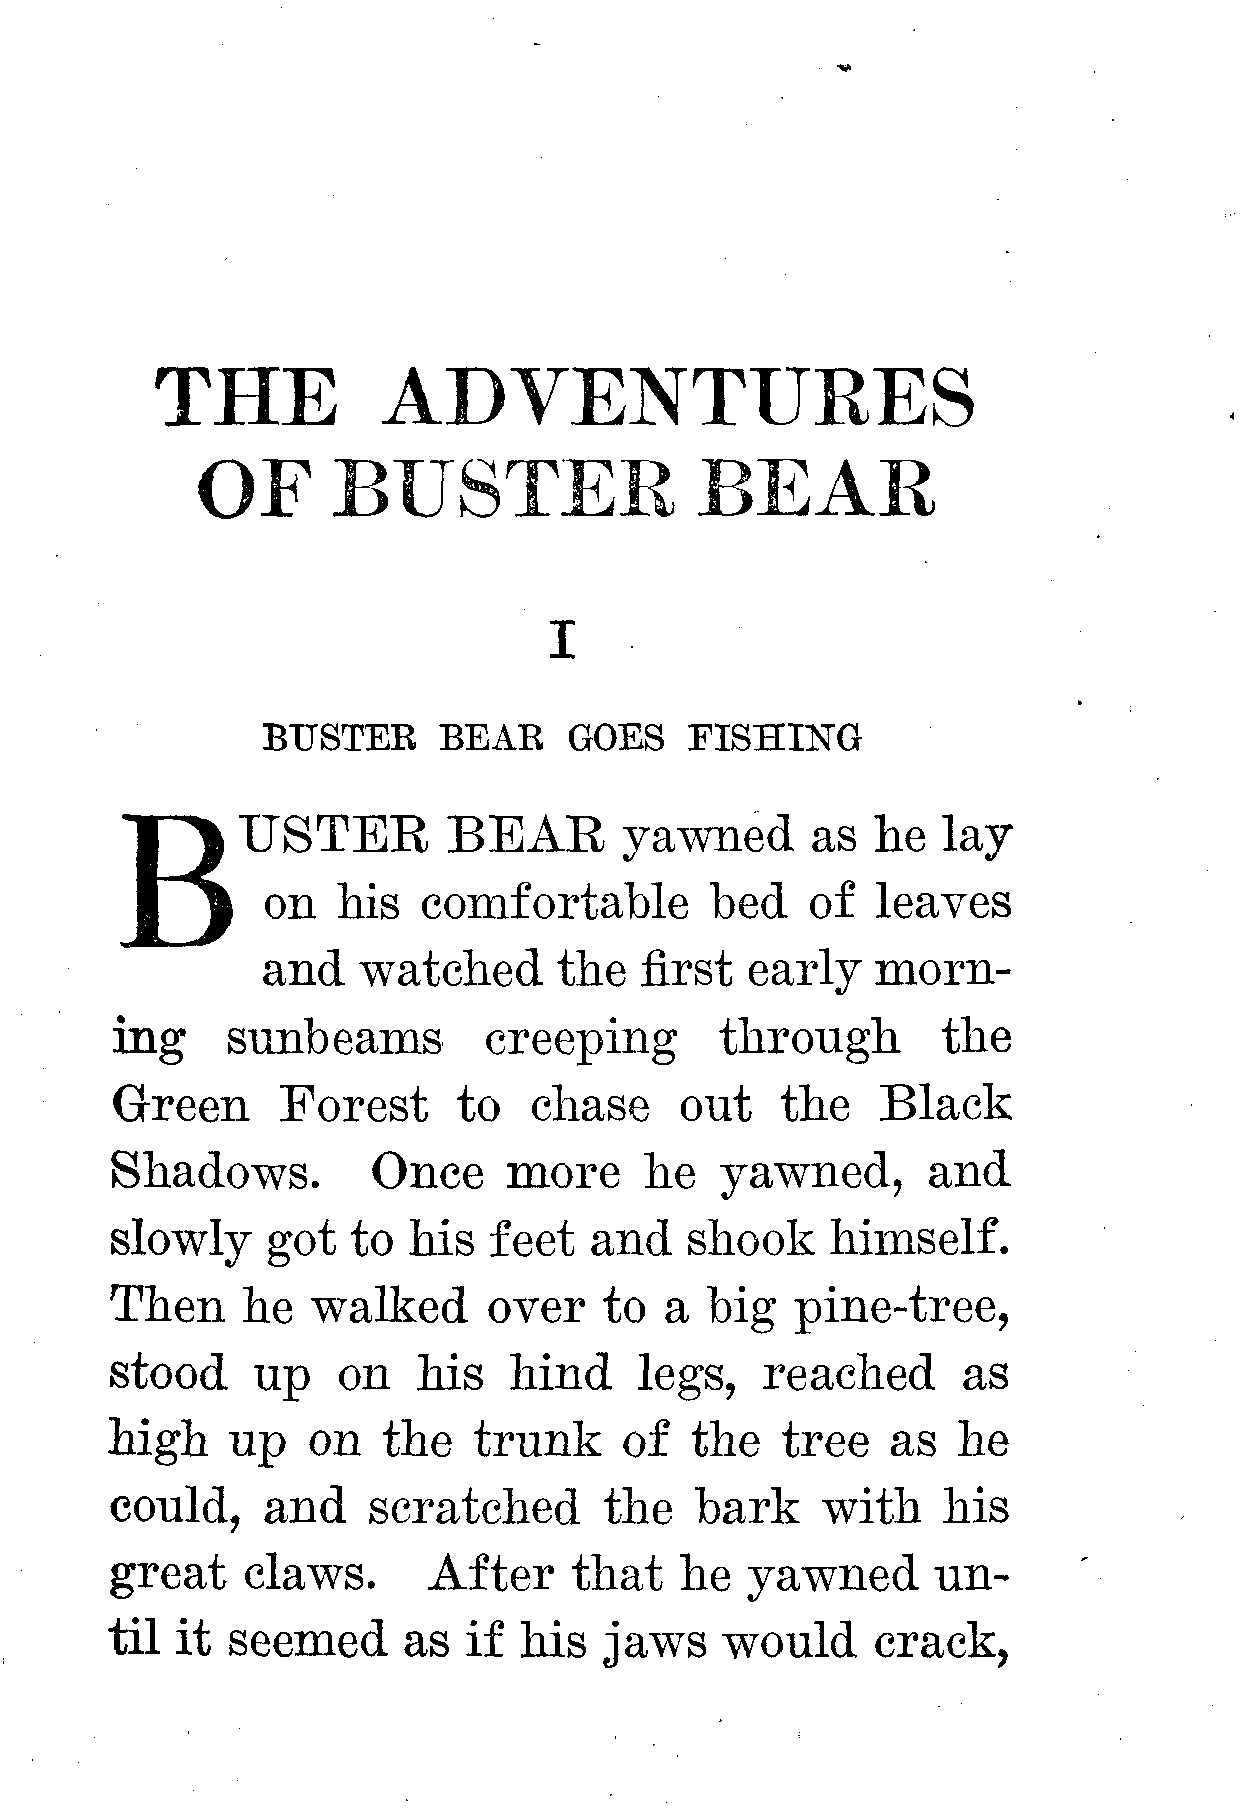 THE ADVENTURES
OF BUSTER BEAR
I
BUSTER BEAR GOES FISHING
BUSTER BEAR yawned as he lay
on his comfortable bed of leaves
and watched the first early morn-
ing sunbeams creeping through the
Green Forest to chase out the Black
Shadows. Once more he yawned, and
slowly got to his feet and shook himself.
Then he walked over to a big pine-tree,
stood up on his hind legs, reached as
high up on the trunk of the tree as he
could, and scratched the bark with his
great claws. After that he yawned un-
til it seemed as if his jaws would crack,